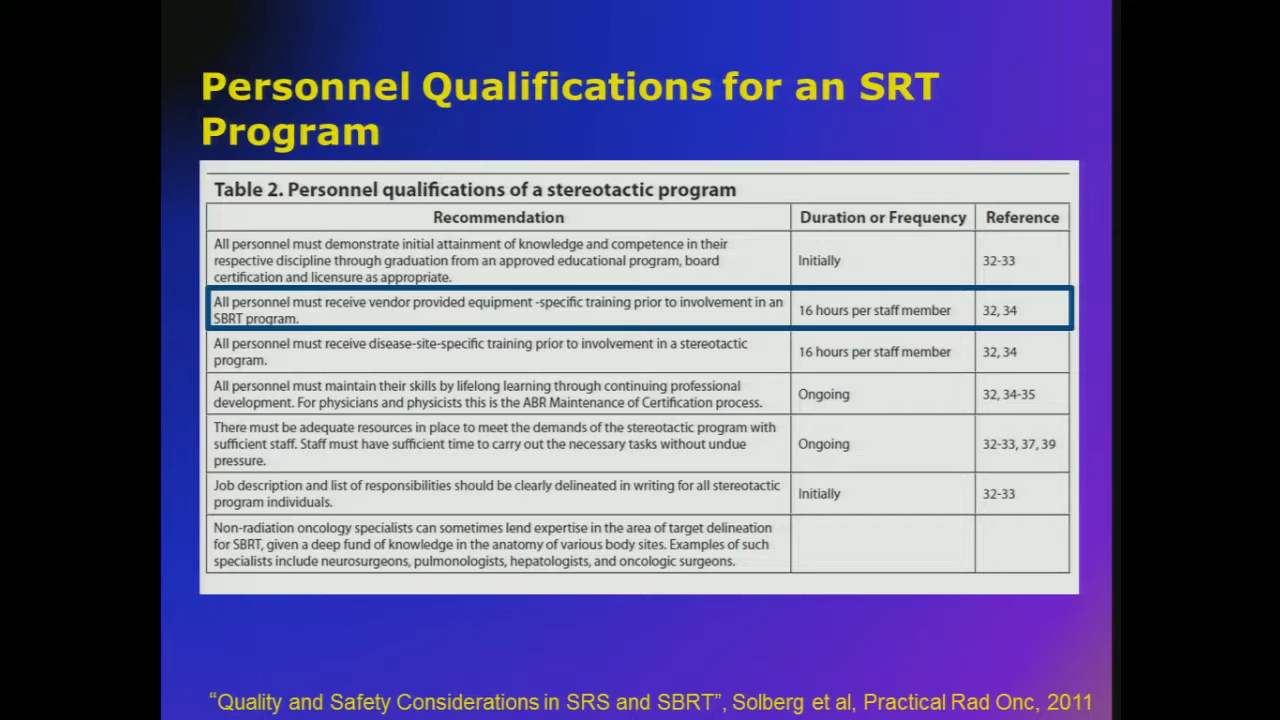 Personnel Qualifications for an SRT
Program
Table 2. Personnel qualifications of a stereotactic program
Recommendation
Duration or Frequency
Reference
All personnel must demonstrate initial attainment of knowledge and competence in their
respective discipline through graduation from an approved educational program, board
certification and licensure as appropriate.
Initially
32-33
All personnel must receive vendor provided equipment -specific training prior to involvement in an
SBRT program.
16 hours per staff member
32, 34
All personnel must receive disease-site-specific training prior to involvement in a stereotactic
program.
16 hours per staff member
32, 34
All personnel must maintain their skills by lifelong learning through continuing professional
development. For physicians and physicists this is the ABR Maintenance of Certification process.
Ongoing
32, 34-35
There must be adequate resources in place to meet the demands of the stereotactic program with
sufficient staff. Staff must have sufficient time to carry out the necessary tasks without undue
pressure.
Ongoing
32-33, 37, 39
Job description and list of responsibilities should be clearly delineated in writing for all stereotactic
program individuals.
Initially
32-33
Non-radiation oncology specialists can sometimes lend expertise in the area of target delineation
for SBRT, given a deep fund of knowledge in the anatomy of various body sites. Examples of such
specialists include neurosurgeons, pulmonologists, hepatologists, and oncologic surgeons.
“Quality and Safety Considerations in SRS and SBRT”, Solberg et al, Practical Rad Onc, 2011